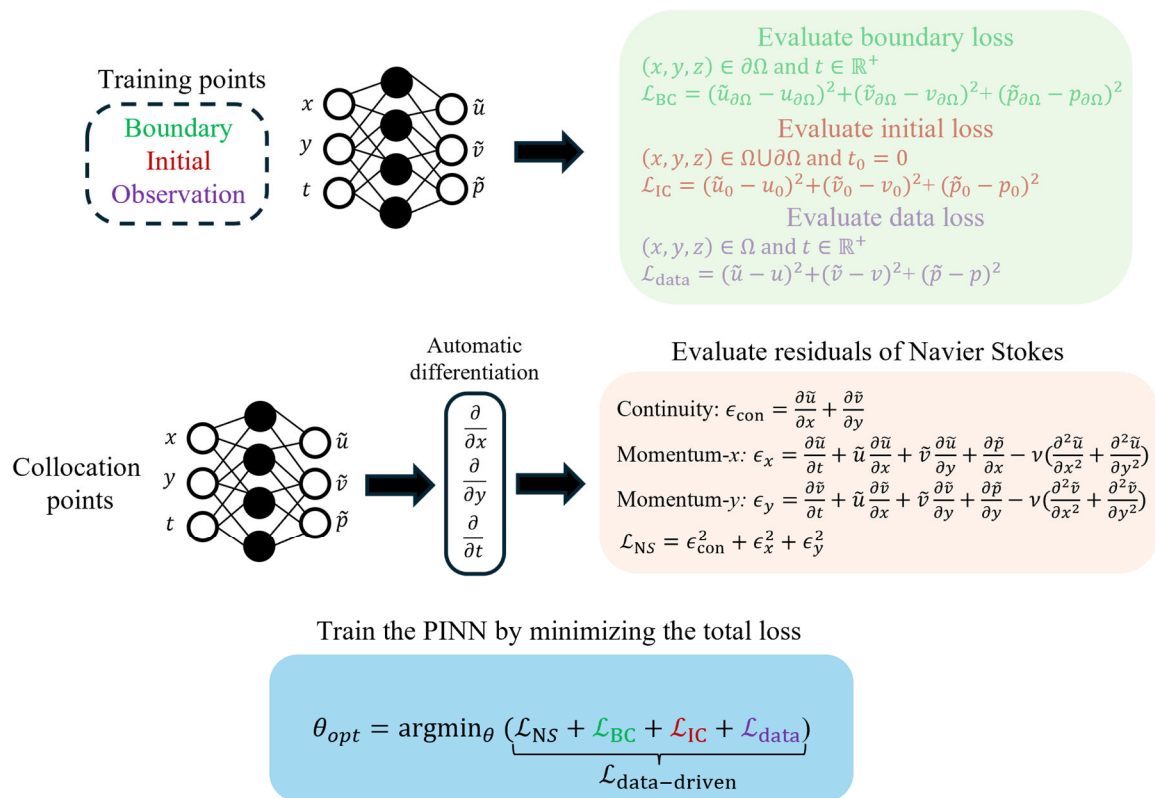 Training points
Boundary
Initial
Observation
x
y
t
ũ
ṽ
p̃
Evaluate boundary loss
(x, y, z) ∈ ∂Ω and t ∈ ℝ⁺
ℒ_BC = (ũ_∂Ω − u_∂Ω)²+(ṽ_∂Ω − v_∂Ω)²+ (p̃_∂Ω − p_∂Ω)²
Evaluate initial loss
(x, y, z) ∈ Ω⋃∂Ω and t₀ = 0
ℒ_IC = (ũ₀ − u₀)²+(ṽ₀ − v₀)²+ (p̃₀ − p₀)²
Evaluate data loss
(x, y, z) ∈ Ω and t ∈ ℝ⁺
ℒ_data = (ũ − u)²+(ṽ − v)²+ (p̃ − p)²
Collocation
points
x
y
t
ũ
ṽ
p̃
Automatic
differentiation
∂/∂x
∂/∂y
∂/∂t
Evaluate residuals of Navier Stokes
Continuity: ϵ_con = ∂ũ/∂x + ∂ṽ/∂y
Momentum-x: ϵ_x = ∂ũ/∂t + ũ ∂ũ/∂x + ṽ ∂ũ/∂y + ∂p̃/∂x − ν(∂²ũ/∂x² + ∂²ũ/∂y²)
Momentum-y: ϵ_y = ∂ṽ/∂t + ũ ∂ṽ/∂x + ṽ ∂ṽ/∂y + ∂p̃/∂y − ν(∂²ṽ/∂x² + ∂²ṽ/∂y²)
ℒ_NS = ϵ²_con + ϵ²_x + ϵ²_y
Train the PINN by minimizing the total loss
θ_opt = argmin_θ (ℒ_NS + ℒ_BC + ℒ_IC + ℒ_data)
ℒ_data−driven